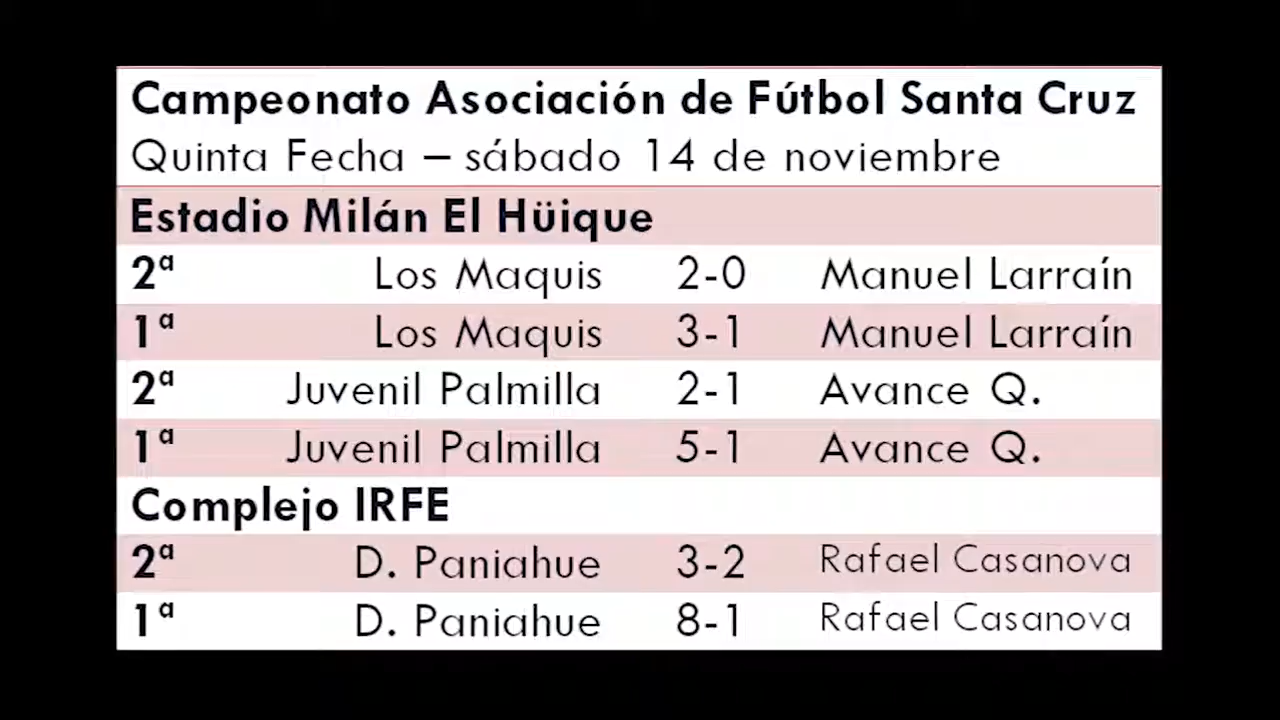 Campeonato Asociación de Fútbol Santa Cruz
Quinta Fecha – sábado 14 de noviembre
Estadio Milán El Hüique
2ª Los Maquis 2-0 Manuel Larraín
1ª Los Maquis 3-1 Manuel Larraín
2ª Juvenil Palmilla 2-1 Avance Q.
1ª Juvenil Palmilla 5-1 Avance Q.
Complejo IRFE
2ª D. Paniahue 3-2 Rafael Casanova
1ª D. Paniahue 8-1 Rafael Casanova